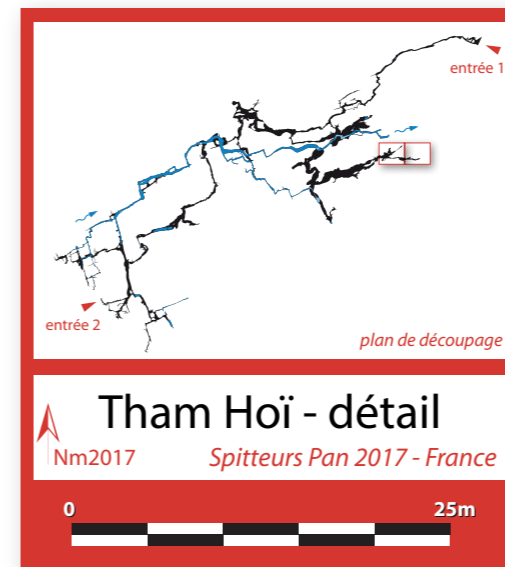 entrée 1
entrée 2
plan de découpage
Tham Hoï - détail
Nm2017 Spitteurs Pan 2017 - France
0 25m